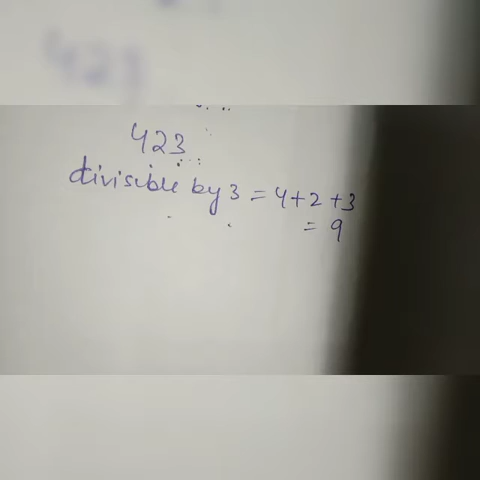 423
divisible by 3 = 4+2+3
= 9